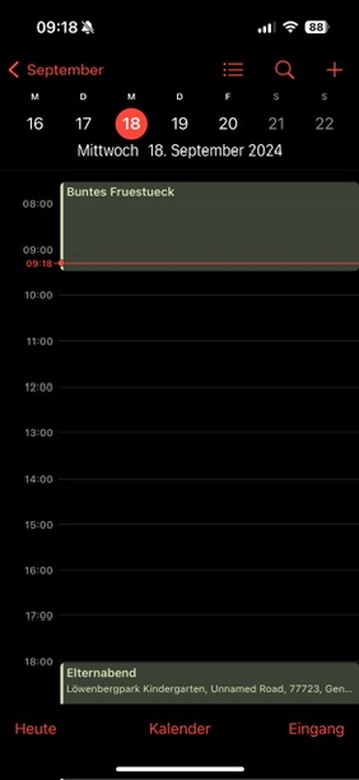 09:18 88
September
M D M D F S S
16 17 18 19 20 21 22
Mittwoch 18. September 2024
Buntes Fruestueck
08:00
09:00
09:18
10:00
11:00
12:00
13:00
14:00
15:00
16:00
17:00
18:00
Elternabend
Löwenbergpark Kindergarten, Unnamed Road, 77723, Gen...
Heute Kalender Eingang